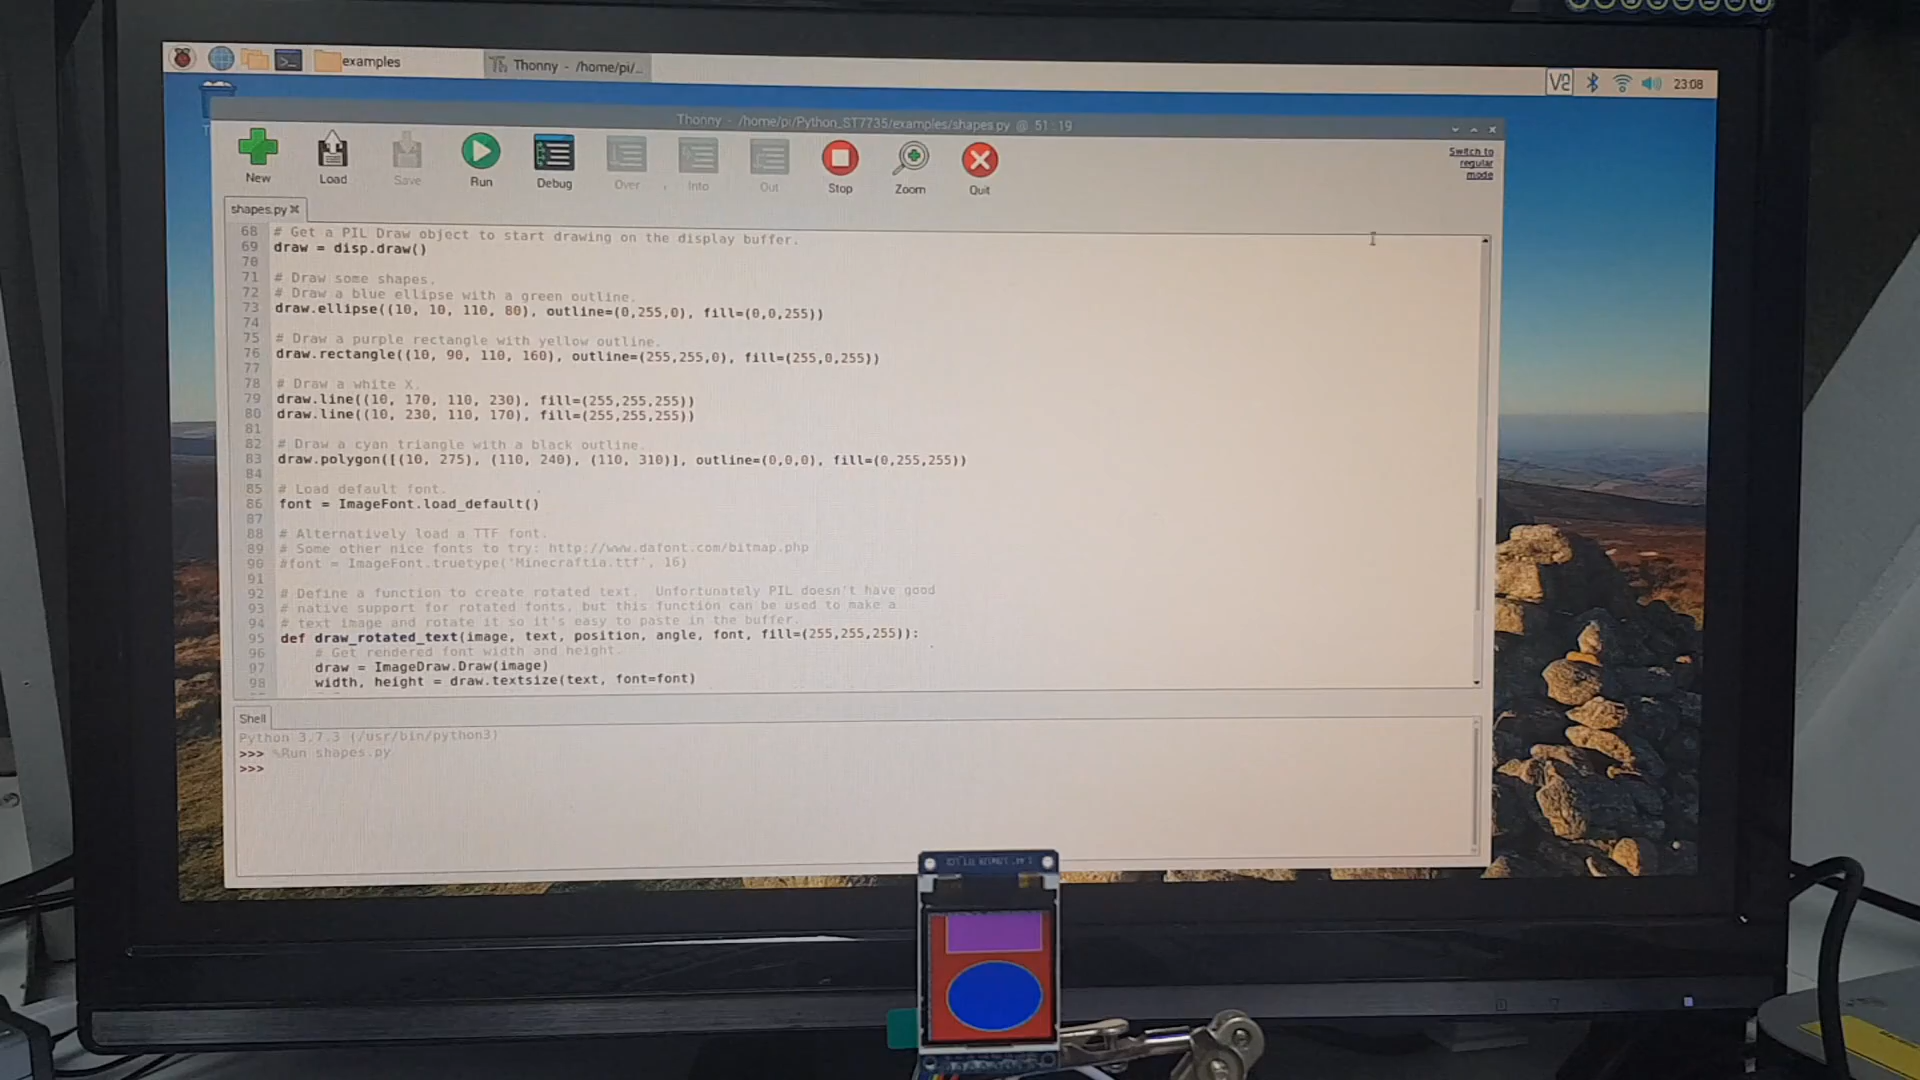 examples
Thonny - /home/pi/...
V2
23:08
Thonny - /home/pi/Python_ST7735/examples/shapes.py @ 51:19
New
Load
Save
Run
Debug
Over
Into
Out
Stop
Zoom
Quit
Switch to
regular
mode
shapes.py
68 # Get a PIL Draw object to start drawing on the display buffer.
69 draw = disp.draw()
70
71 # Draw some shapes.
72 # Draw a blue ellipse with a green outline.
73 draw.ellipse((10, 10, 110, 80), outline=(0,255,0), fill=(0,0,255))
74
75 # Draw a purple rectangle with yellow outline.
76 draw.rectangle((10, 90, 110, 160), outline=(255,255,0), fill=(255,0,255))
77
78 # Draw a white X.
79 draw.line((10, 170, 110, 230), fill=(255,255,255))
80 draw.line((10, 230, 110, 170), fill=(255,255,255))
81
82 # Draw a cyan triangle with a black outline.
83 draw.polygon([(10, 275), (110, 240), (110, 310)], outline=(0,0,0), fill=(0,255,255))
84
85 # Load default font.
86 font = ImageFont.load_default()
87
88 # Alternatively load a TTF font.
89 # Some other nice fonts to try: http://www.dafont.com/bitmap.php
90 #font = ImageFont.truetype('Minecraftia.ttf', 16)
91
92 # Define a function to create rotated text.  Unfortunately PIL doesn't have good
93 # native support for rotated fonts, but this function can be used to make a
94 # text image and rotate it so it's easy to paste in the buffer.
95 def draw_rotated_text(image, text, position, angle, font, fill=(255,255,255)):
96     # Get rendered font width and height.
97     draw = ImageDraw.Draw(image)
98     width, height = draw.textsize(text, font=font)
Shell
Python 3.7.3 (/usr/bin/python3)
>>> %Run shapes.py
>>>